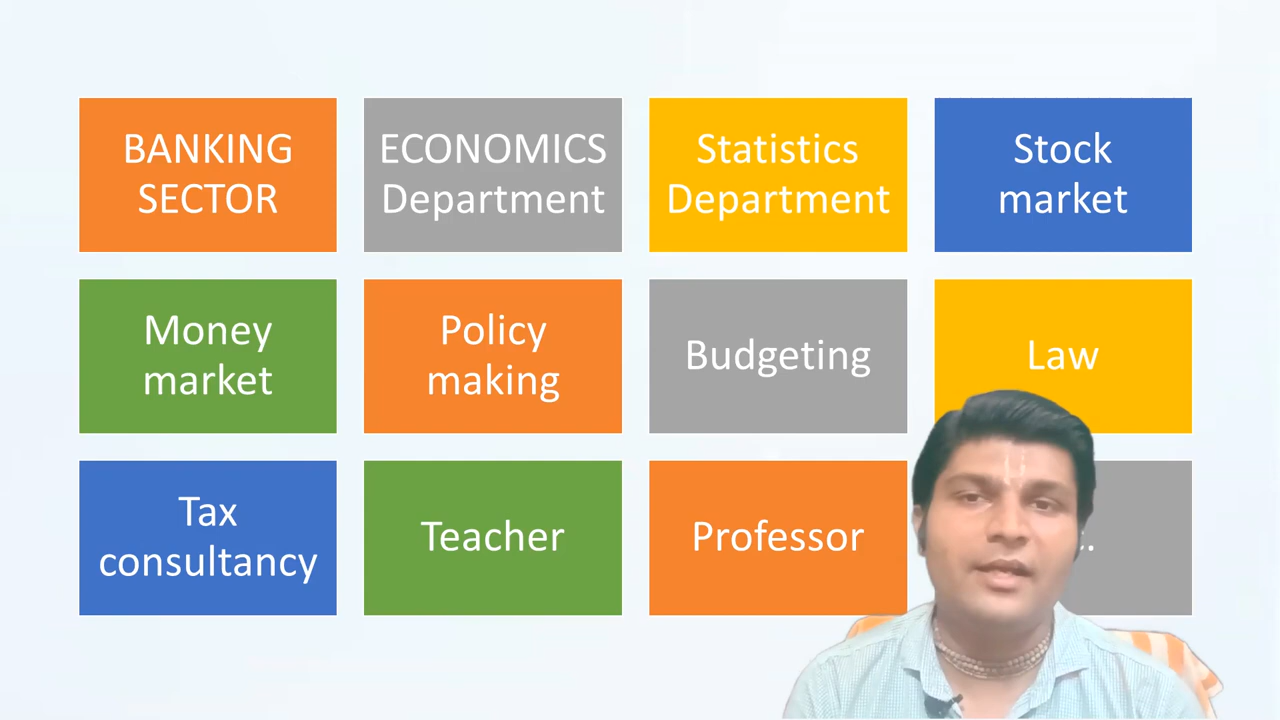 BANKING
SECTOR
ECONOMICS
Department
Statistics
Department
Stock
market
Money
market
Policy
making
Budgeting
Law
Tax
consultancy
Teacher
Professor